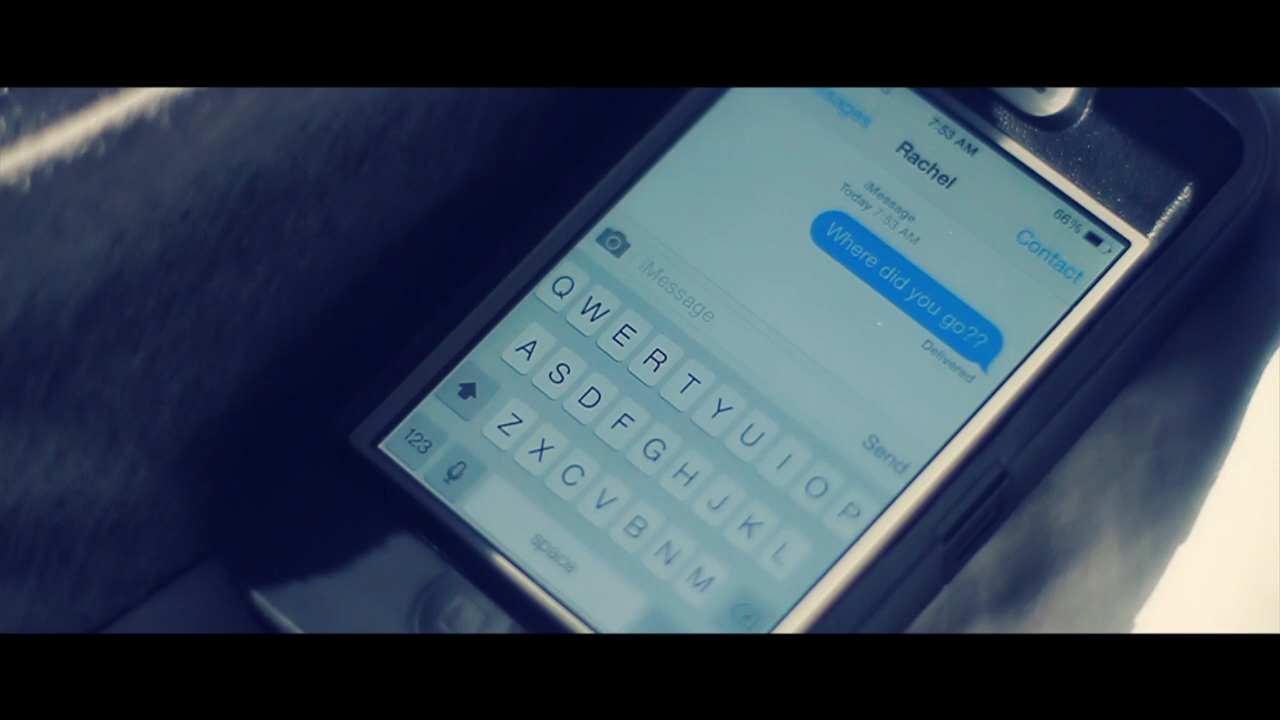 7:53 AM
66%
Rachel
Contact
iMessage
Today 7:53 AM
Where did you go??
Delivered
iMessage
Send
Q W E R T Y U I O P
A S D F G H J K L
Z X C V B N M
123
space